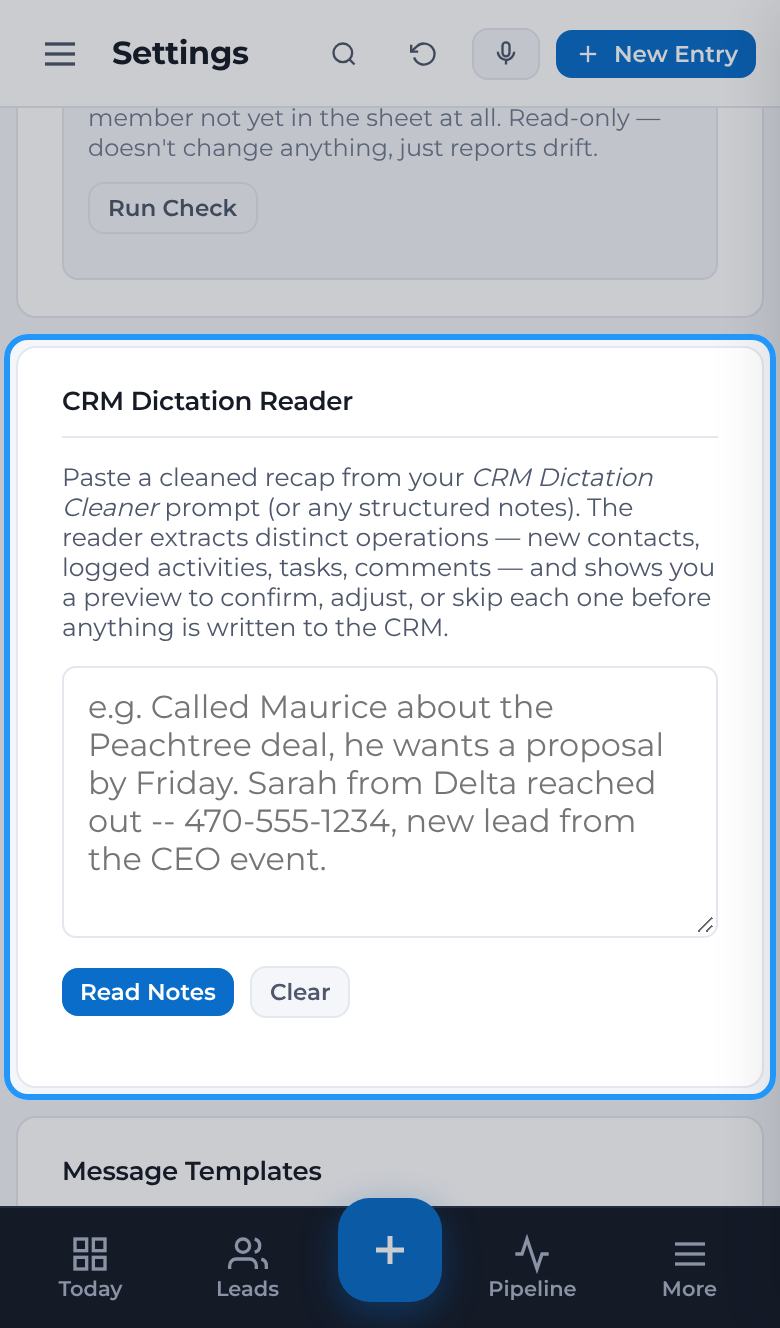 Settings
New Entry
member not yet in the sheet at all. Read-only —
doesn't change anything, just reports drift.
Run Check
CRM Dictation Reader
Paste a cleaned recap from your CRM Dictation
Cleaner prompt (or any structured notes). The
reader extracts distinct operations — new contacts,
logged activities, tasks, comments — and shows you
a preview to confirm, adjust, or skip each one before
anything is written to the CRM.
e.g. Called Maurice about the
Peachtree deal, he wants a proposal
by Friday. Sarah from Delta reached
out -- 470-555-1234, new lead from
the CEO event.
Read Notes
Clear
Message Templates
Today
Leads
Pipeline
More